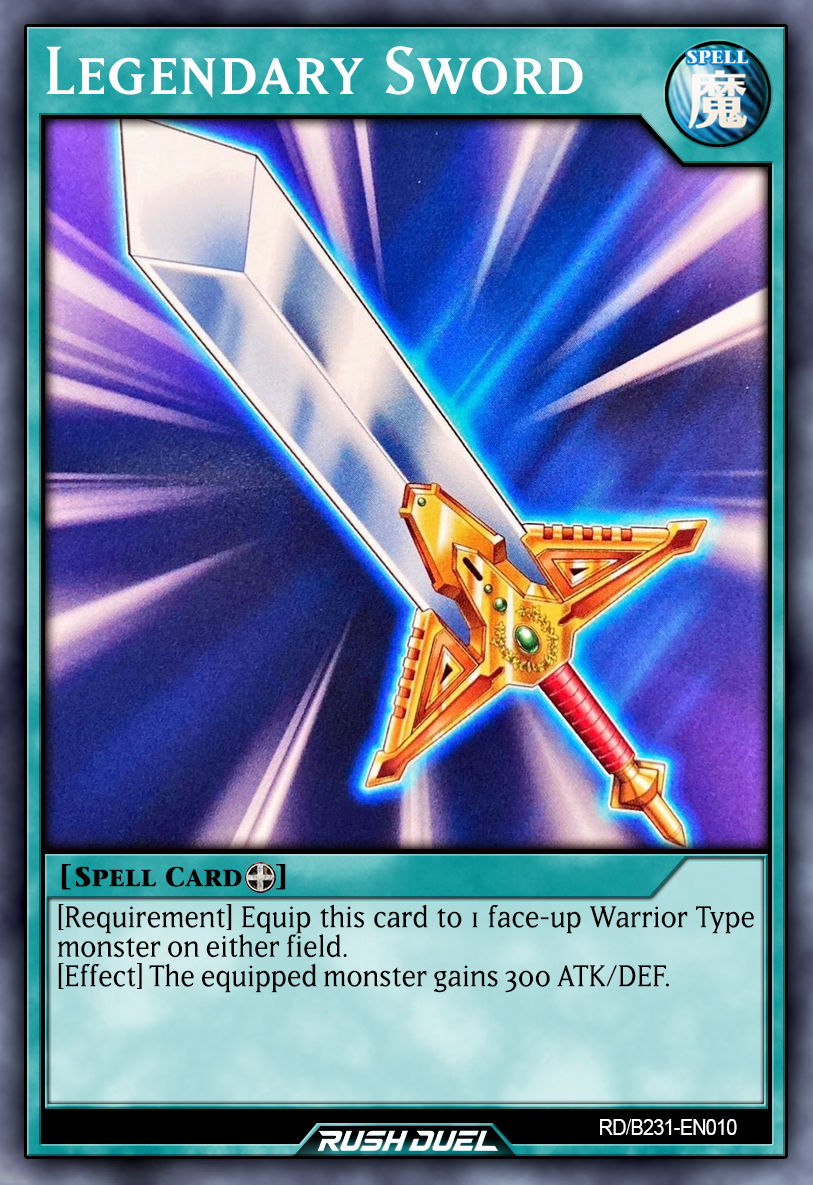 Legendary Sword
SPELL
魔
[Spell Card]
[Requirement] Equip this card to 1 face-up Warrior Type
monster on either field.
[Effect] The equipped monster gains 300 ATK/DEF.
RD/B231-EN010
RUSH DUEL